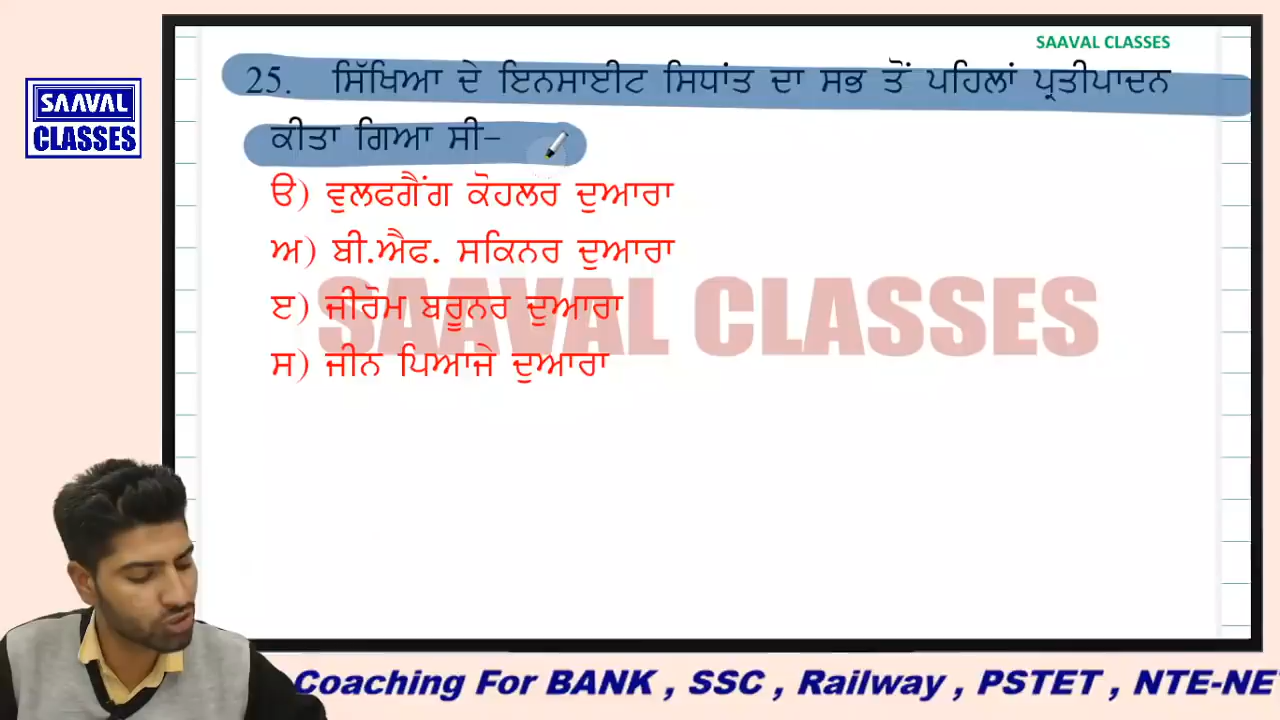 SAAVAL CLASSES
SAAVAL
CLASSES
25. ਸਿੱਖਿਆ ਦੇ ਇਨਸਾਈਟ ਸਿਧਾਂਤ ਦਾ ਸਭ ਤੋਂ ਪਹਿਲਾਂ ਪ੍ਰਤੀਪਾਦਨ
ਕੀਤਾ ਗਿਆ ਸੀ-
ੳ) ਵੁਲਫਗੈਂਗ ਕੋਹਲਰ ਦੁਆਰਾ
ਅ) ਬੀ.ਐਫ. ਸਕਿਨਰ ਦੁਆਰਾ
ੲ) ਜੀਰੋਮ ਬਰੂਨਰ ਦੁਆਰਾ
ਸ) ਜੀਨ ਪਿਆਜੇ ਦੁਆਰਾ
SAAVAL CLASSES
Coaching For BANK , SSC , Railway , PSTET , NTE-NE